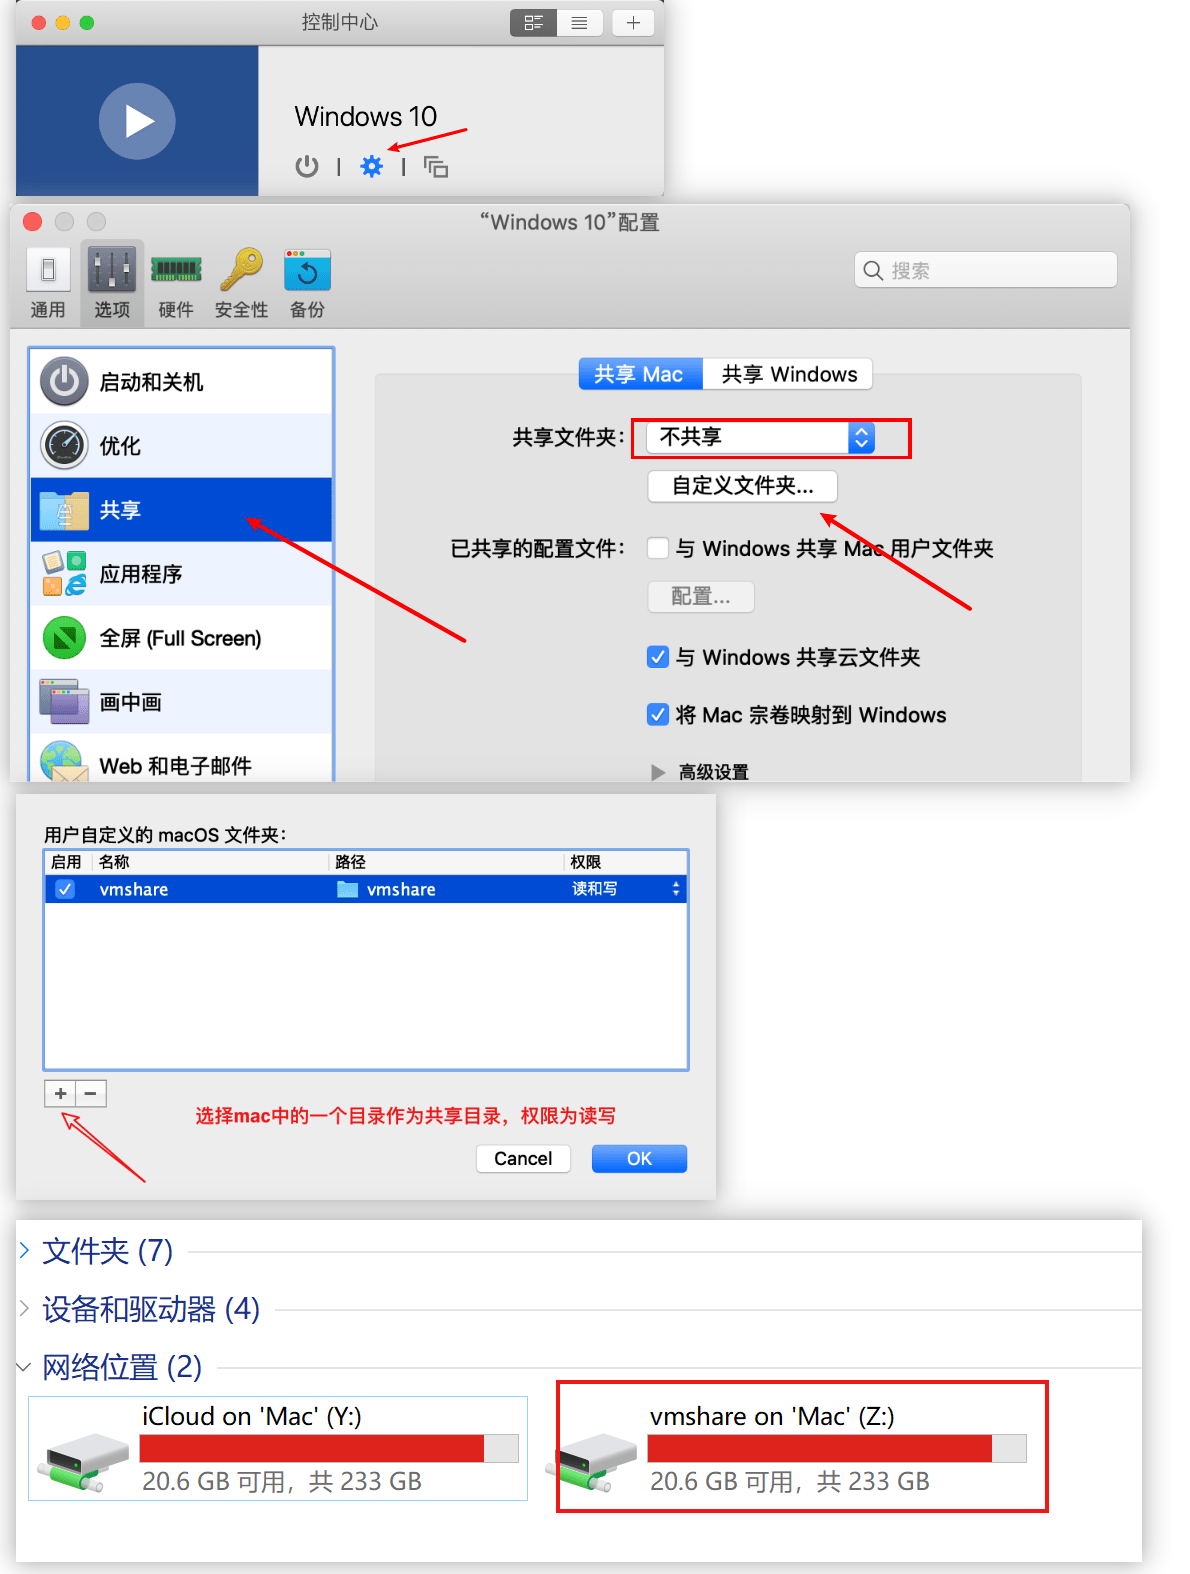 控制中心
Windows 10
“Windows 10”配置
通用
选项
硬件
安全性
备份
搜索
启动和关机
优化
共享
应用程序
全屏 (Full Screen)
画中画
Web 和电子邮件
共享 Mac
共享 Windows
共享文件夹：
不共享
自定义文件夹...
已共享的配置文件：
与 Windows 共享 Mac 用户文件夹
配置...
与 Windows 共享云文件夹
将 Mac 宗卷映射到 Windows
高级设置
用户自定义的 macOS 文件夹：
启用 名称 路径 权限
vmshare vmshare 读和写
选择mac中的一个目录作为共享目录，权限为读写
Cancel
OK
文件夹 (7)
设备和驱动器 (4)
网络位置 (2)
iCloud on 'Mac' (Y:)
20.6 GB 可用，共 233 GB
vmshare on 'Mac' (Z:)
20.6 GB 可用，共 233 GB